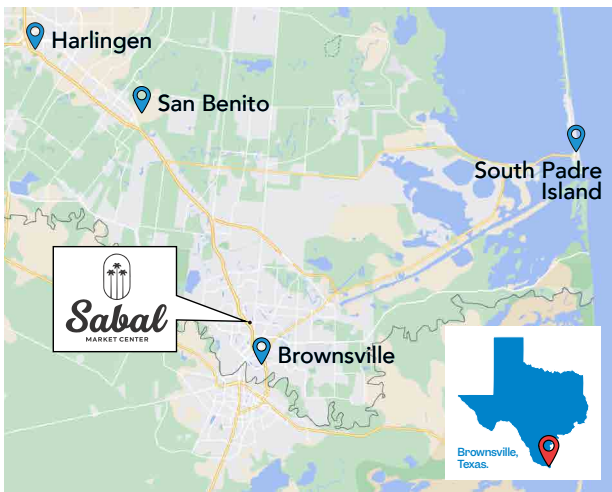 Harlingen
San Benito
South Padre
Island
Sabal
MARKET CENTER
Brownsville
Brownsville,
Texas.